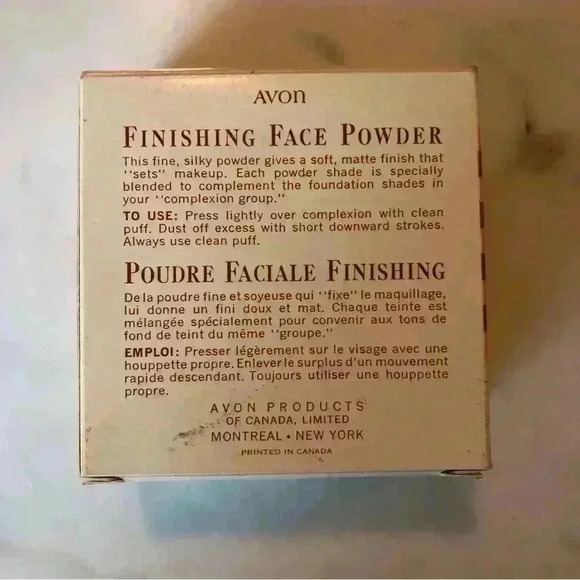 AVON
FINISHING FACE POWDER
This fine, silky powder gives a soft, matte finish that
"sets" makeup. Each powder shade is specially
blended to complement the foundation shades in
your "complexion group."
TO USE: Press lightly over complexion with clean
puff. Dust off excess with short downward strokes.
Always use clean puff.
POUDRE FACIALE FINISHING
De la poudre fine et soyeuse qui "fixe" le maquillage,
lui donne un fini doux et mat. Chaque teinte est
mélangée spécialement pour convenir aux tons de
fond de teint du même "groupe."
EMPLOI: Presser légèrement sur le visage avec une
houppette propre. Enlever le surplus d'un mouvement
rapide descendant. Toujours utiliser une houppette
propre.
AVON PRODUCTS
OF CANADA, LIMITED
MONTREAL • NEW YORK
PRINTED IN CANADA